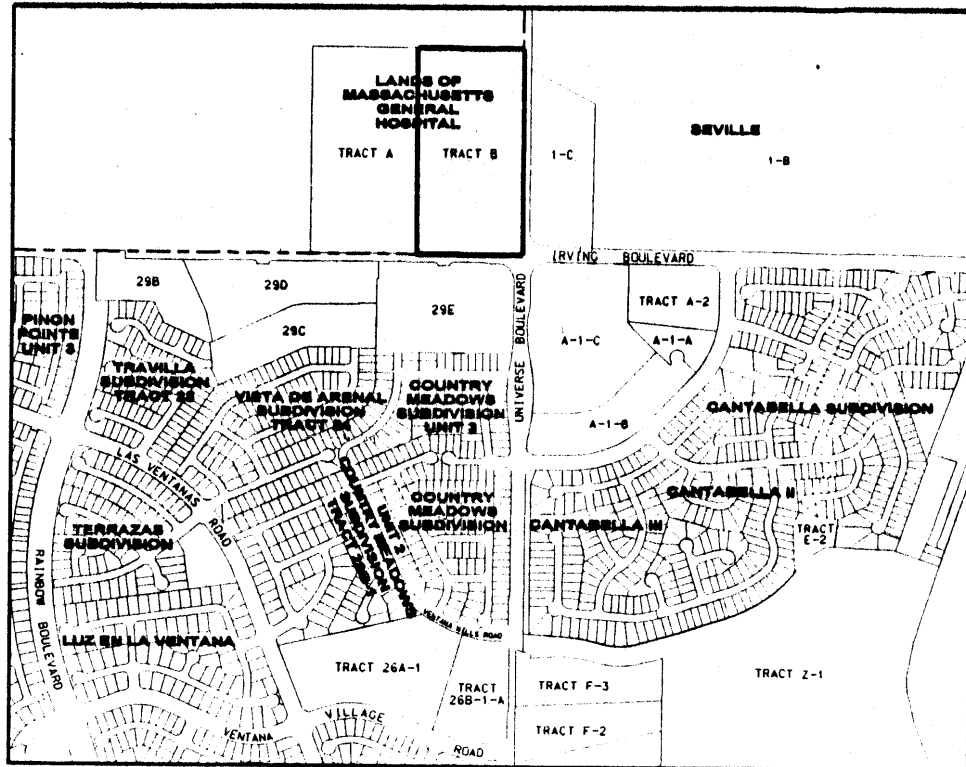 LANDS OF
MASSACHUSETTS
GENERAL
HOSPITAL
TRACT A
TRACT B
1-C
SEVILLE
1-B
IRVING BOULEVARD
29B
29D
29C
29E
UNIVERSE BOULEVARD
TRACT A-2
A-1-C
A-1-A
A-1-B
PINON
POINTE
UNIT 3
TRAVILLA
SUBDIVISION
TRACT
VISTA DE ARENAL
SUBDIVISION
TRACT
COUNTRY
MEADOWS
SUBDIVISION
UNIT 2
CANTABELLA SUBDIVISION
LAS VENTANAS ROAD
COUNTRY MEADOWS
SUBDIVISION
TRACT
UNIT 2
COUNTRY
MEADOWS
SUBDIVISION
CANTABELLA II
CANTABELLA III
TRACT
E-2
TERRAZAS
SUBDIVISION
RAINBOW BOULEVARD
LUZ EN LA VENTANA
VENTANA HILLS ROAD
TRACT 26A-1
TRACT
26B-1-A
TRACT F-3
TRACT F-2
TRACT Z-1
VENTANA VILLAGE ROAD